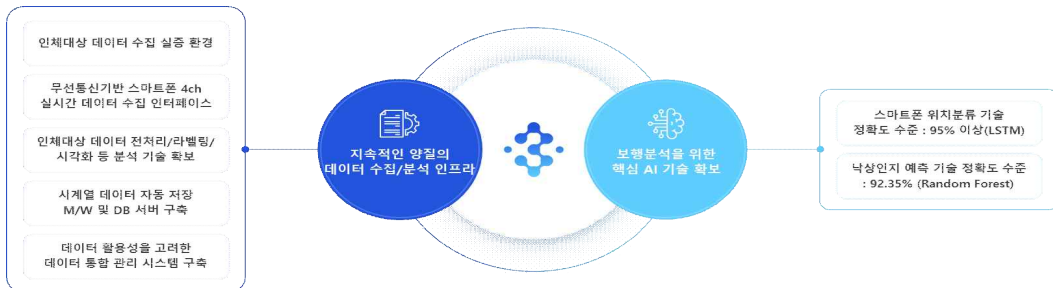 인체대상 데이터 수집 실증 환경
무선통신기반 스마트폰 4ch
실시간 데이터 수집 인터페이스
인체대상 데이터 전처리/라벨링/
시각화 등 분석 기술 확보
시계열 데이터 자동 저장
M/W 및 DB 서버 구축
데이터 활용성을 고려한
데이터 통합 관리 시스템 구축
지속적인 양질의
데이터 수집/분석 인프라
보행분석을 위한
핵심 AI 기술 확보
스마트폰 위치분류 기술
정확도 수준 : 95% 이상(LSTM)
낙상인지 예측 기술 정확도 수준
: 92.35% (Random Forest)